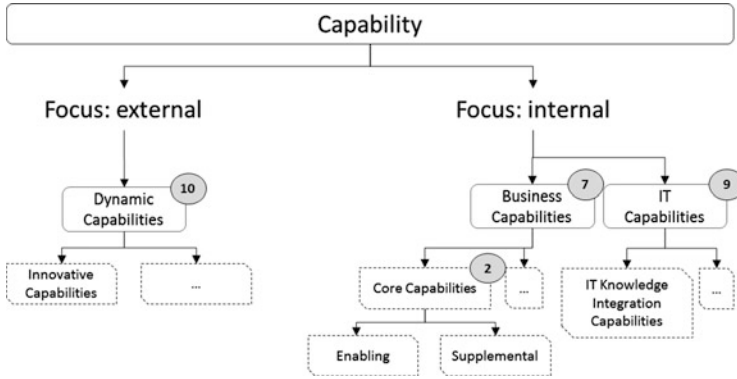 Capability
Focus: external
Focus: internal
10
7
9
Dynamic
Capabilities
Business
Capabilities
IT
Capabilities
Innovative
Capabilities
...
2
Core Capabilities
...
IT Knowledge
Integration
Capabilities
...
Enabling
Supplemental